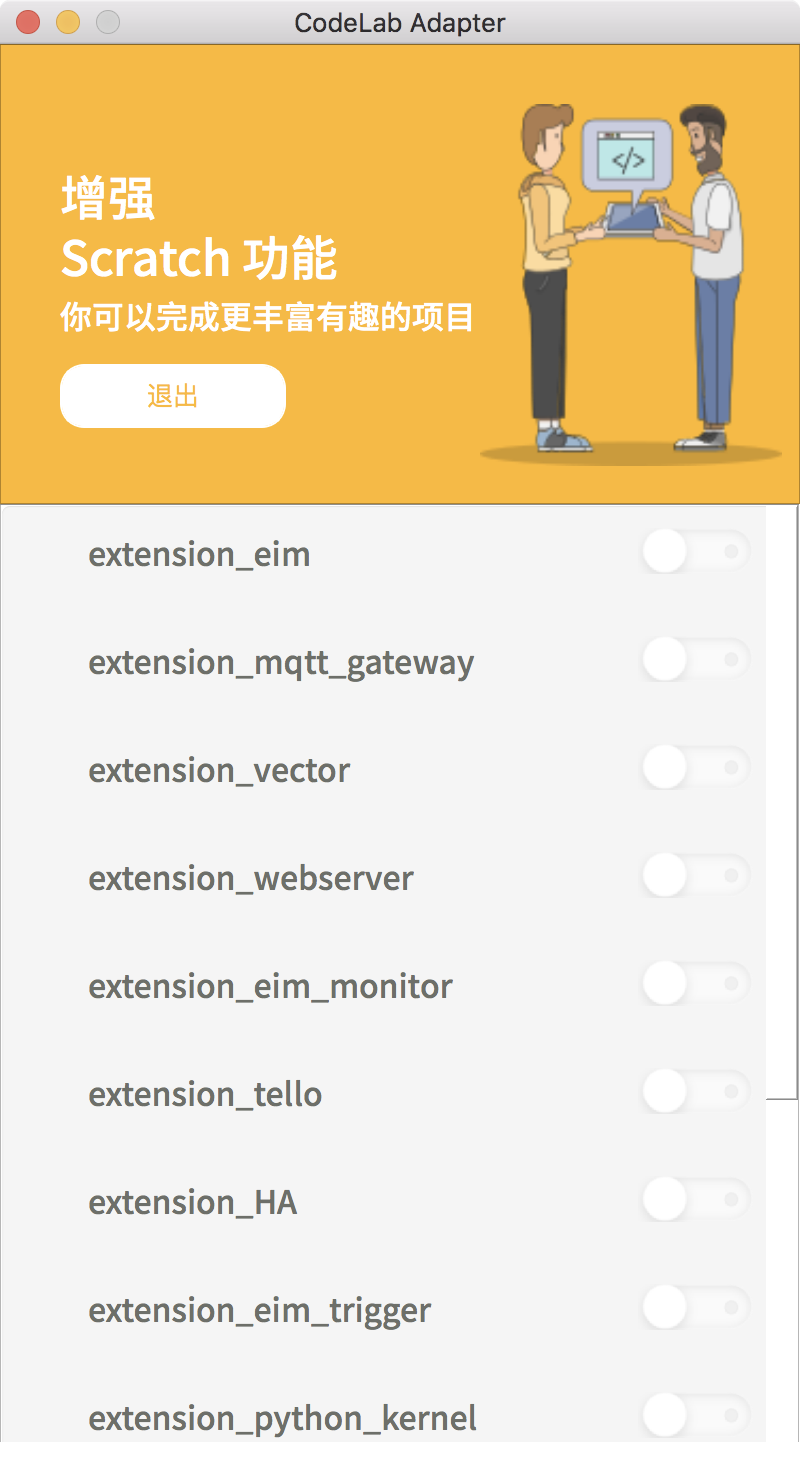 CodeLab Adapter
</>
增强
Scratch 功能
你可以完成更丰富有趣的项目
退出
extension_eim
extension_mqtt_gateway
extension_vector
extension_webserver
extension_eim_monitor
extension_tello
extension_HA
extension_eim_trigger
extension_python_kernel